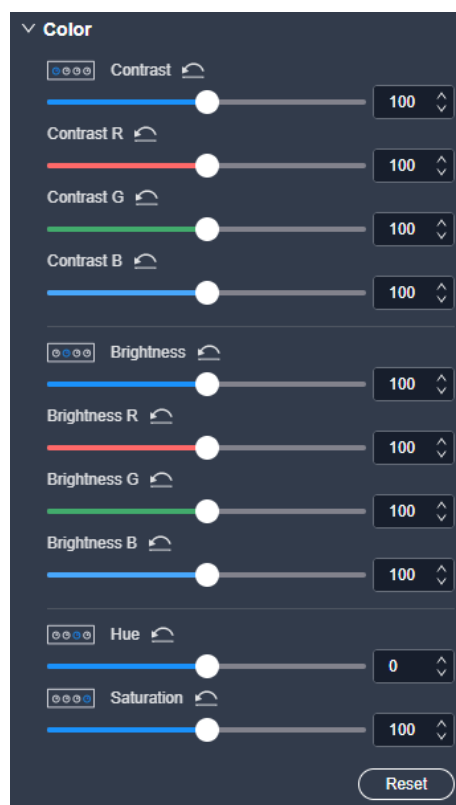 Color
Contrast
100
Contrast R
100
Contrast G
100
Contrast B
100
Brightness
100
Brightness R
100
Brightness G
100
Brightness B
100
Hue
0
Saturation
100
Reset